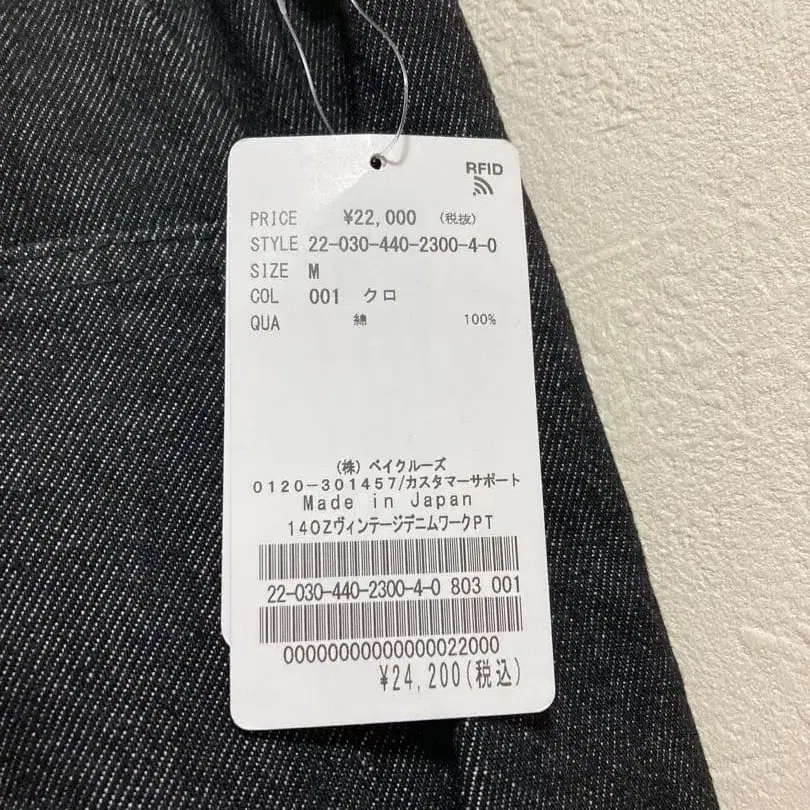 RFID
PRICE ¥22,000 (税抜)
STYLE 22-030-440-2300-4-0
SIZE M
COL 001 クロ
QUA 綿 100%
(株) ベイクルーズ
0120-301457/カスタマーサポート
Made in Japan
14OZヴィンテージデニムワークPT
22-030-440-2300-4-0 803 001
00000000000000022000
¥24,200(税込)